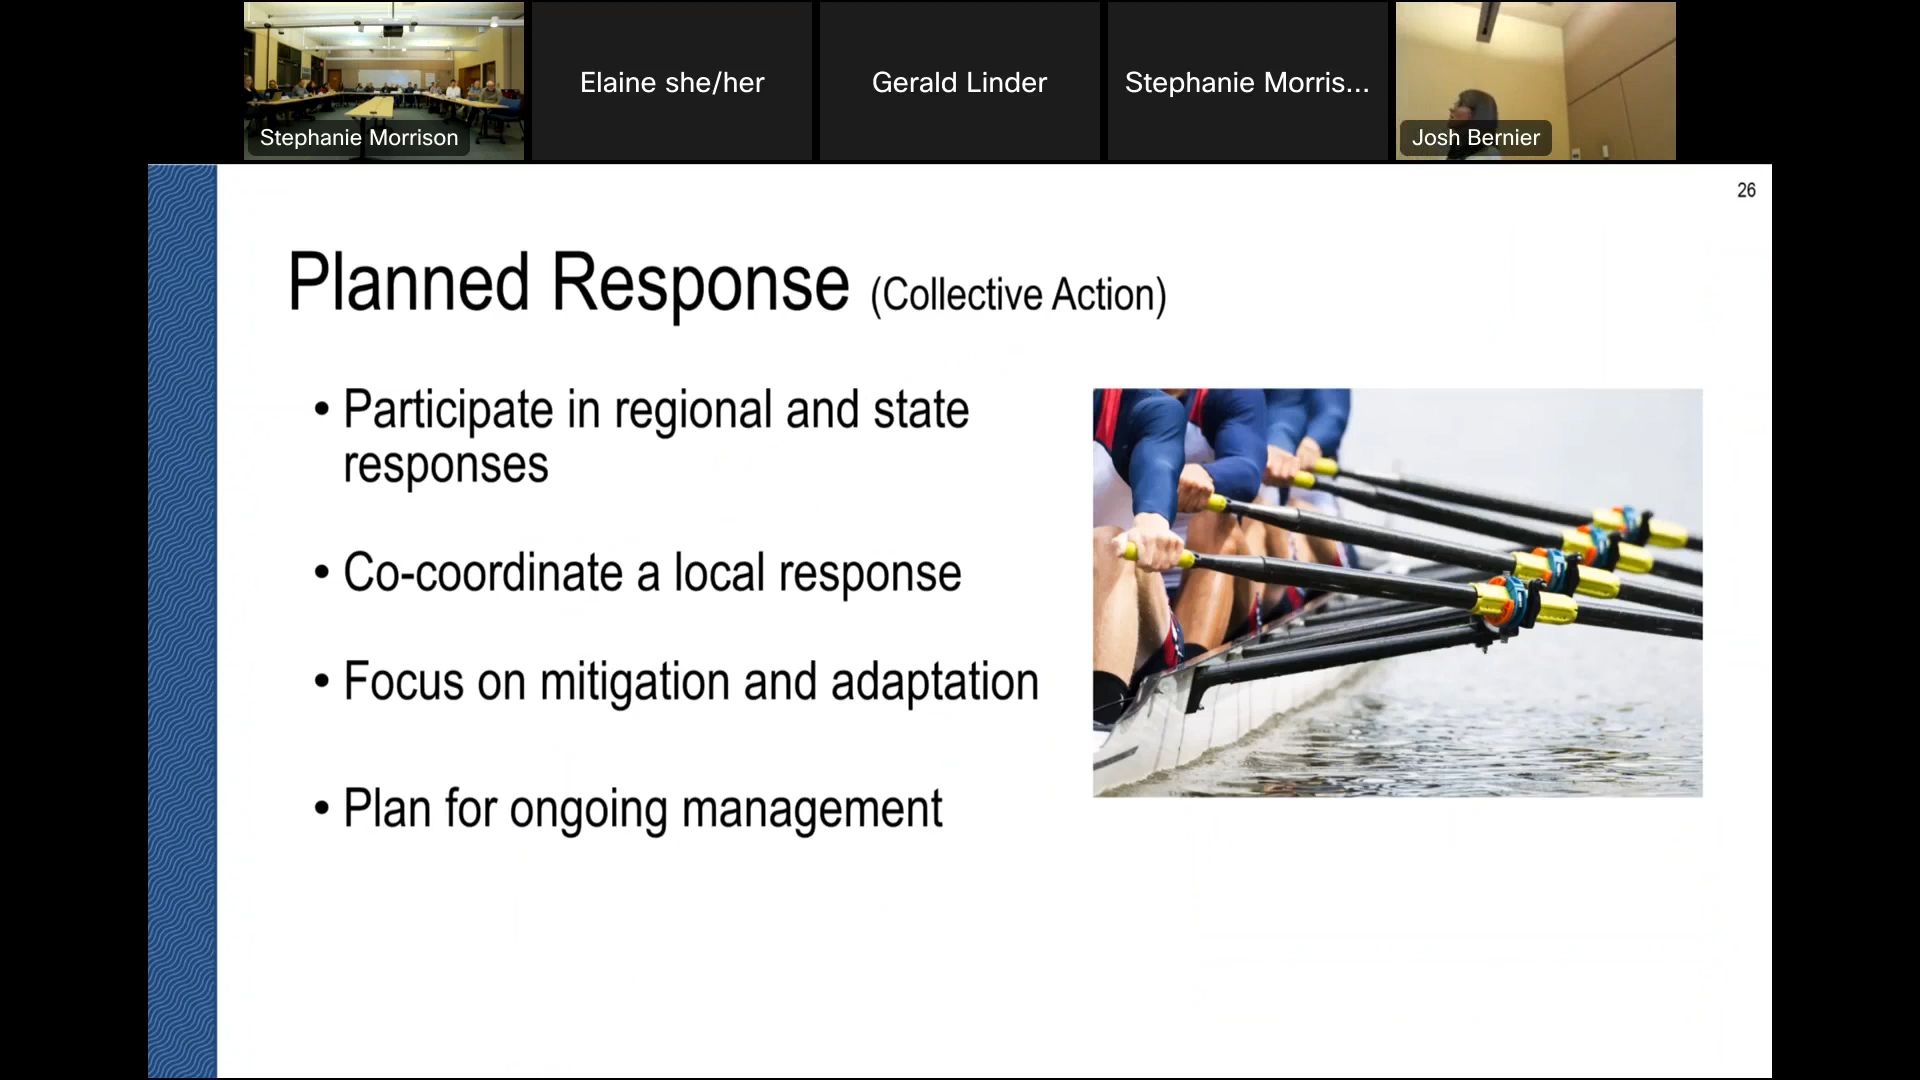 Stephanie Morrison
Elaine she/her
Gerald Linder
Stephanie Morris...
Josh Bernier
26
Planned Response (Collective Action)
• Participate in regional and state
responses
• Co-coordinate a local response
• Focus on mitigation and adaptation
• Plan for ongoing management